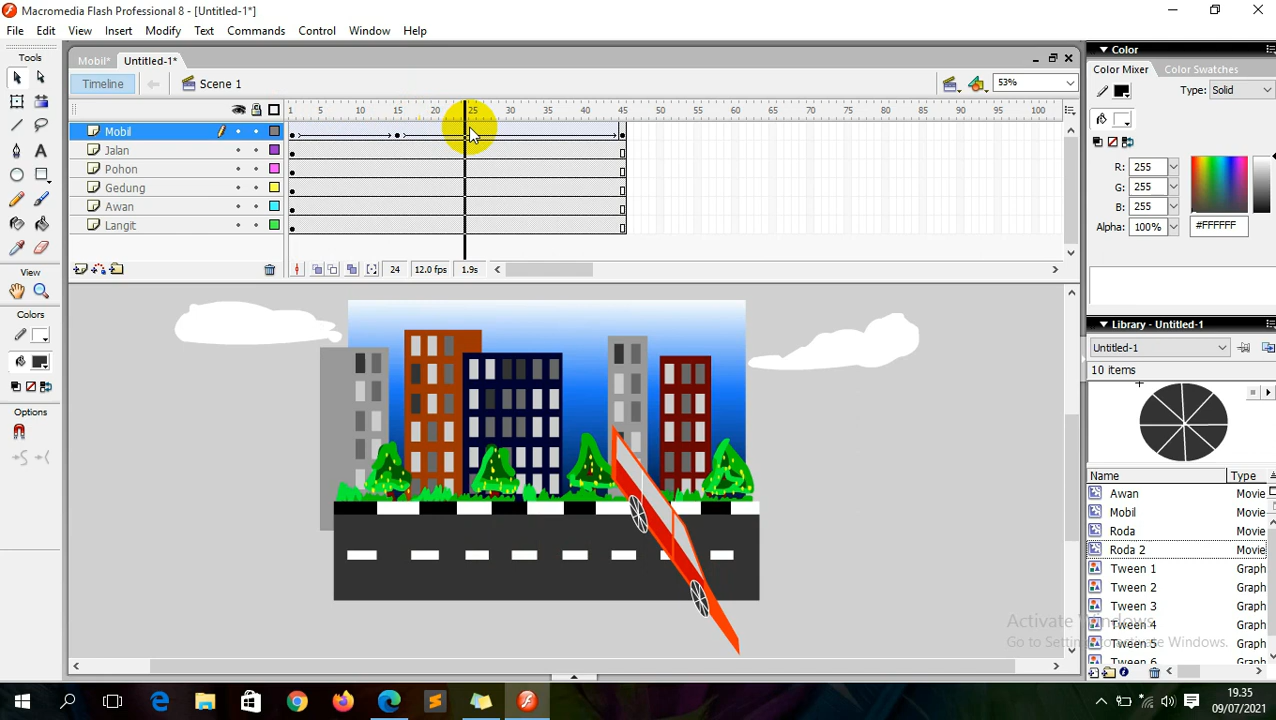 Macromedia Flash Professional 8 - [Untitled-1*]
File Edit View Insert Modify Text Commands Control Window Help
Tools
View
Colors
Options
Mobil* Untitled-1*
Timeline Scene 1 53%
1 5 10 15 20 25 30 35 40 45 50 55 60 65 70 75 80 85 90 95 100
Mobil
Jalan
Pohon
Gedung
Awan
Langit
24 12.0 fps 1.9s
Color
Color Mixer Color Swatches
Type: Solid
R: 255
G: 255
B: 255
Alpha: 100% #FFFFFF
Library - Untitled-1
Untitled-1
10 items
Name Type
Awan Movie
Mobil Movie
Roda Movie
Roda 2 Movie
Tween 1 Graph
Tween 2 Graph
Tween 3 Graph
Tween 4 Graph
Tween 5 Graph
Tween 6 Graph
Activate Windows
Go to Settings to activate Windows.
19.35
09/07/2021